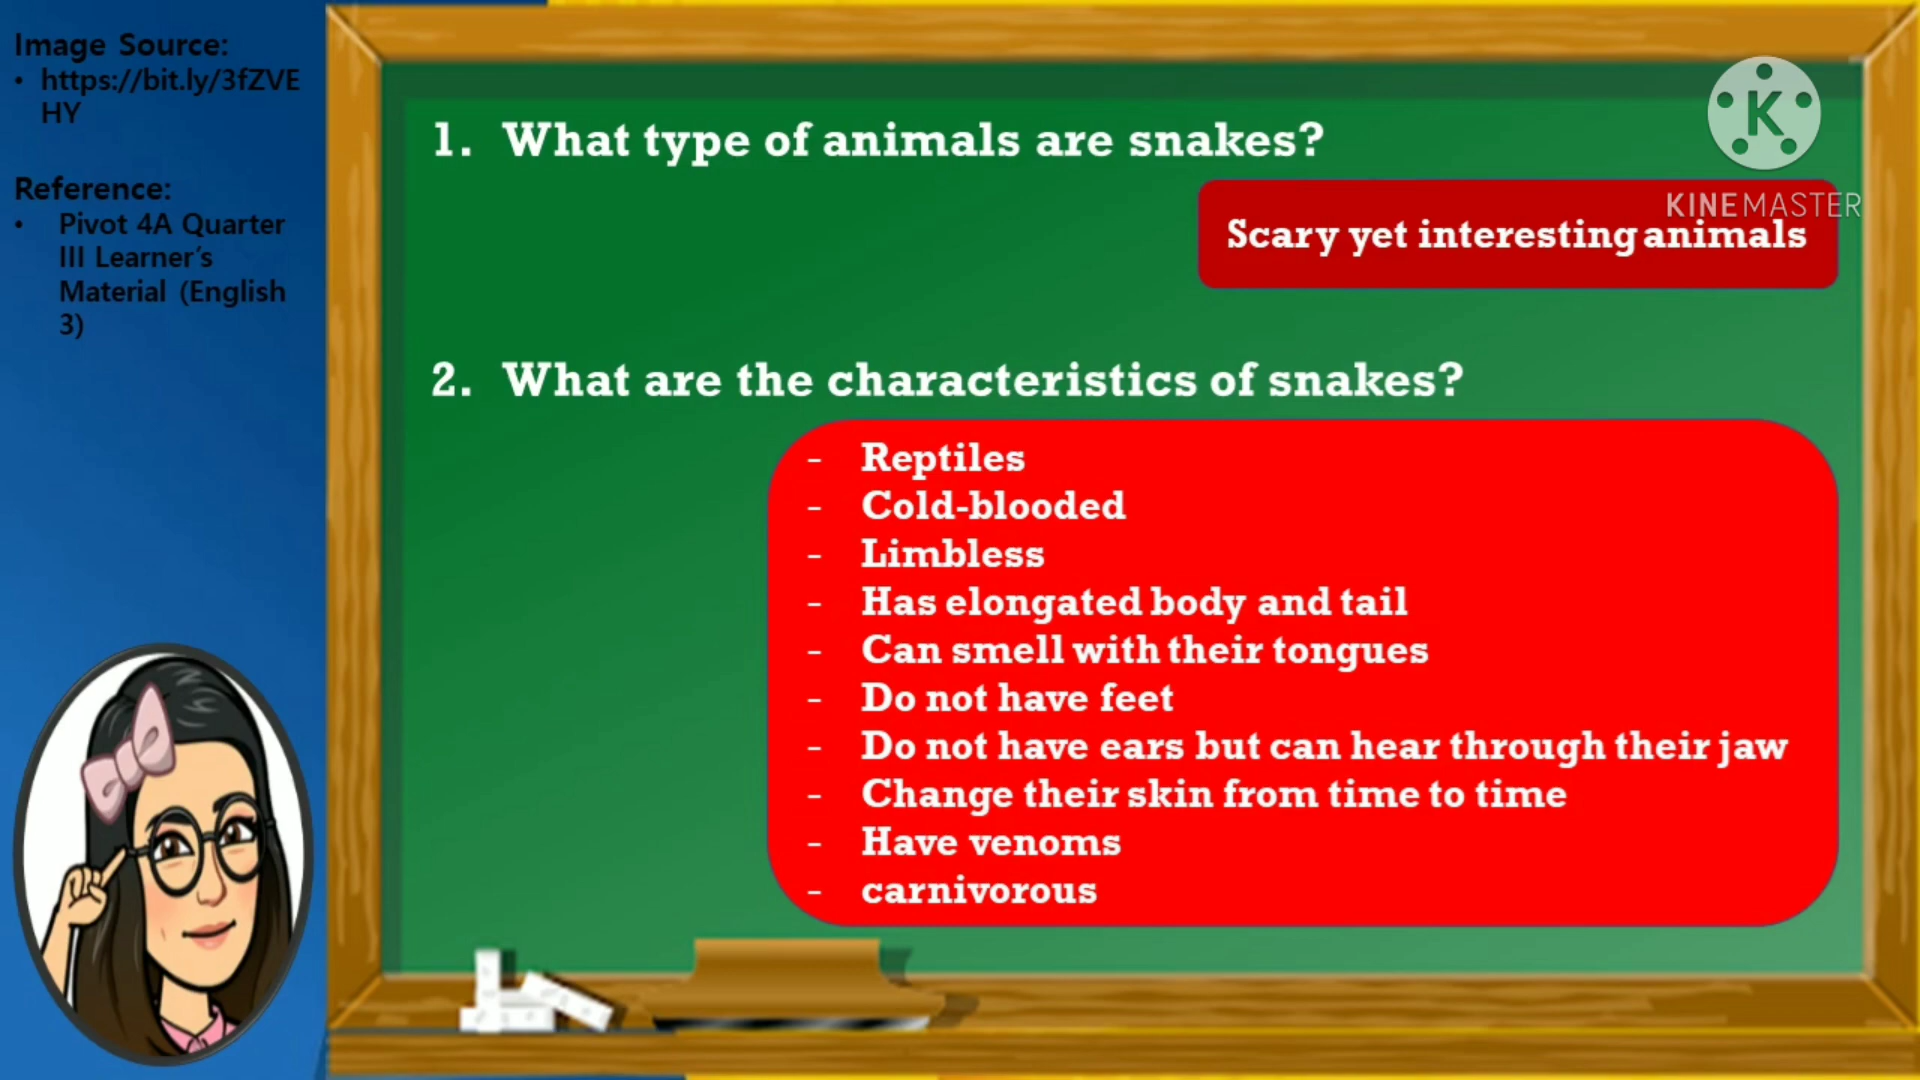 Image Source:
• https://bit.ly/3fZVE
HY
Reference:
• Pivot 4A Quarter
III Learner's
Material (English
3)
1. What type of animals are snakes?
K
KINEMASTER
Scary yet interesting animals
2. What are the characteristics of snakes?
- Reptiles
- Cold-blooded
- Limbless
- Has elongated body and tail
- Can smell with their tongues
- Do not have feet
- Do not have ears but can hear through their jaw
- Change their skin from time to time
- Have venoms
- carnivorous